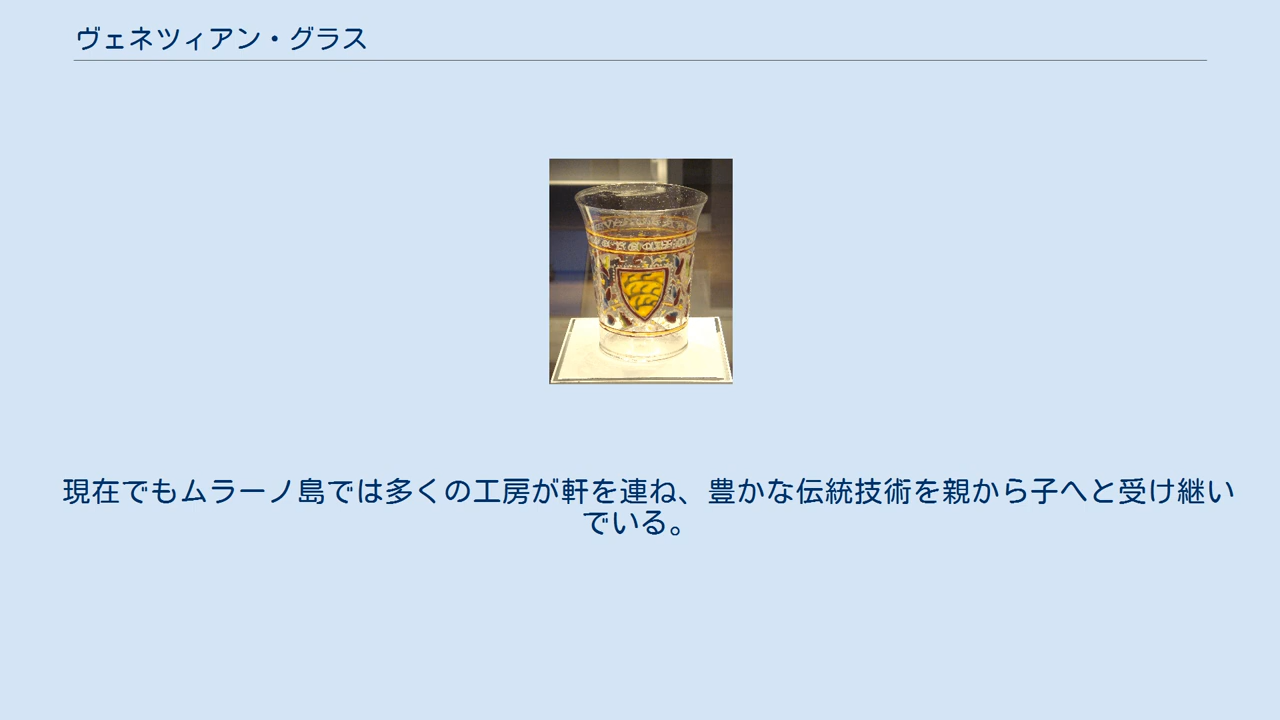 ヴェネツィアン・グラス
現在でもムラーノ島では多くの工房が軒を連ね、豊かな伝統技術を親から子へと受け継い
でいる。